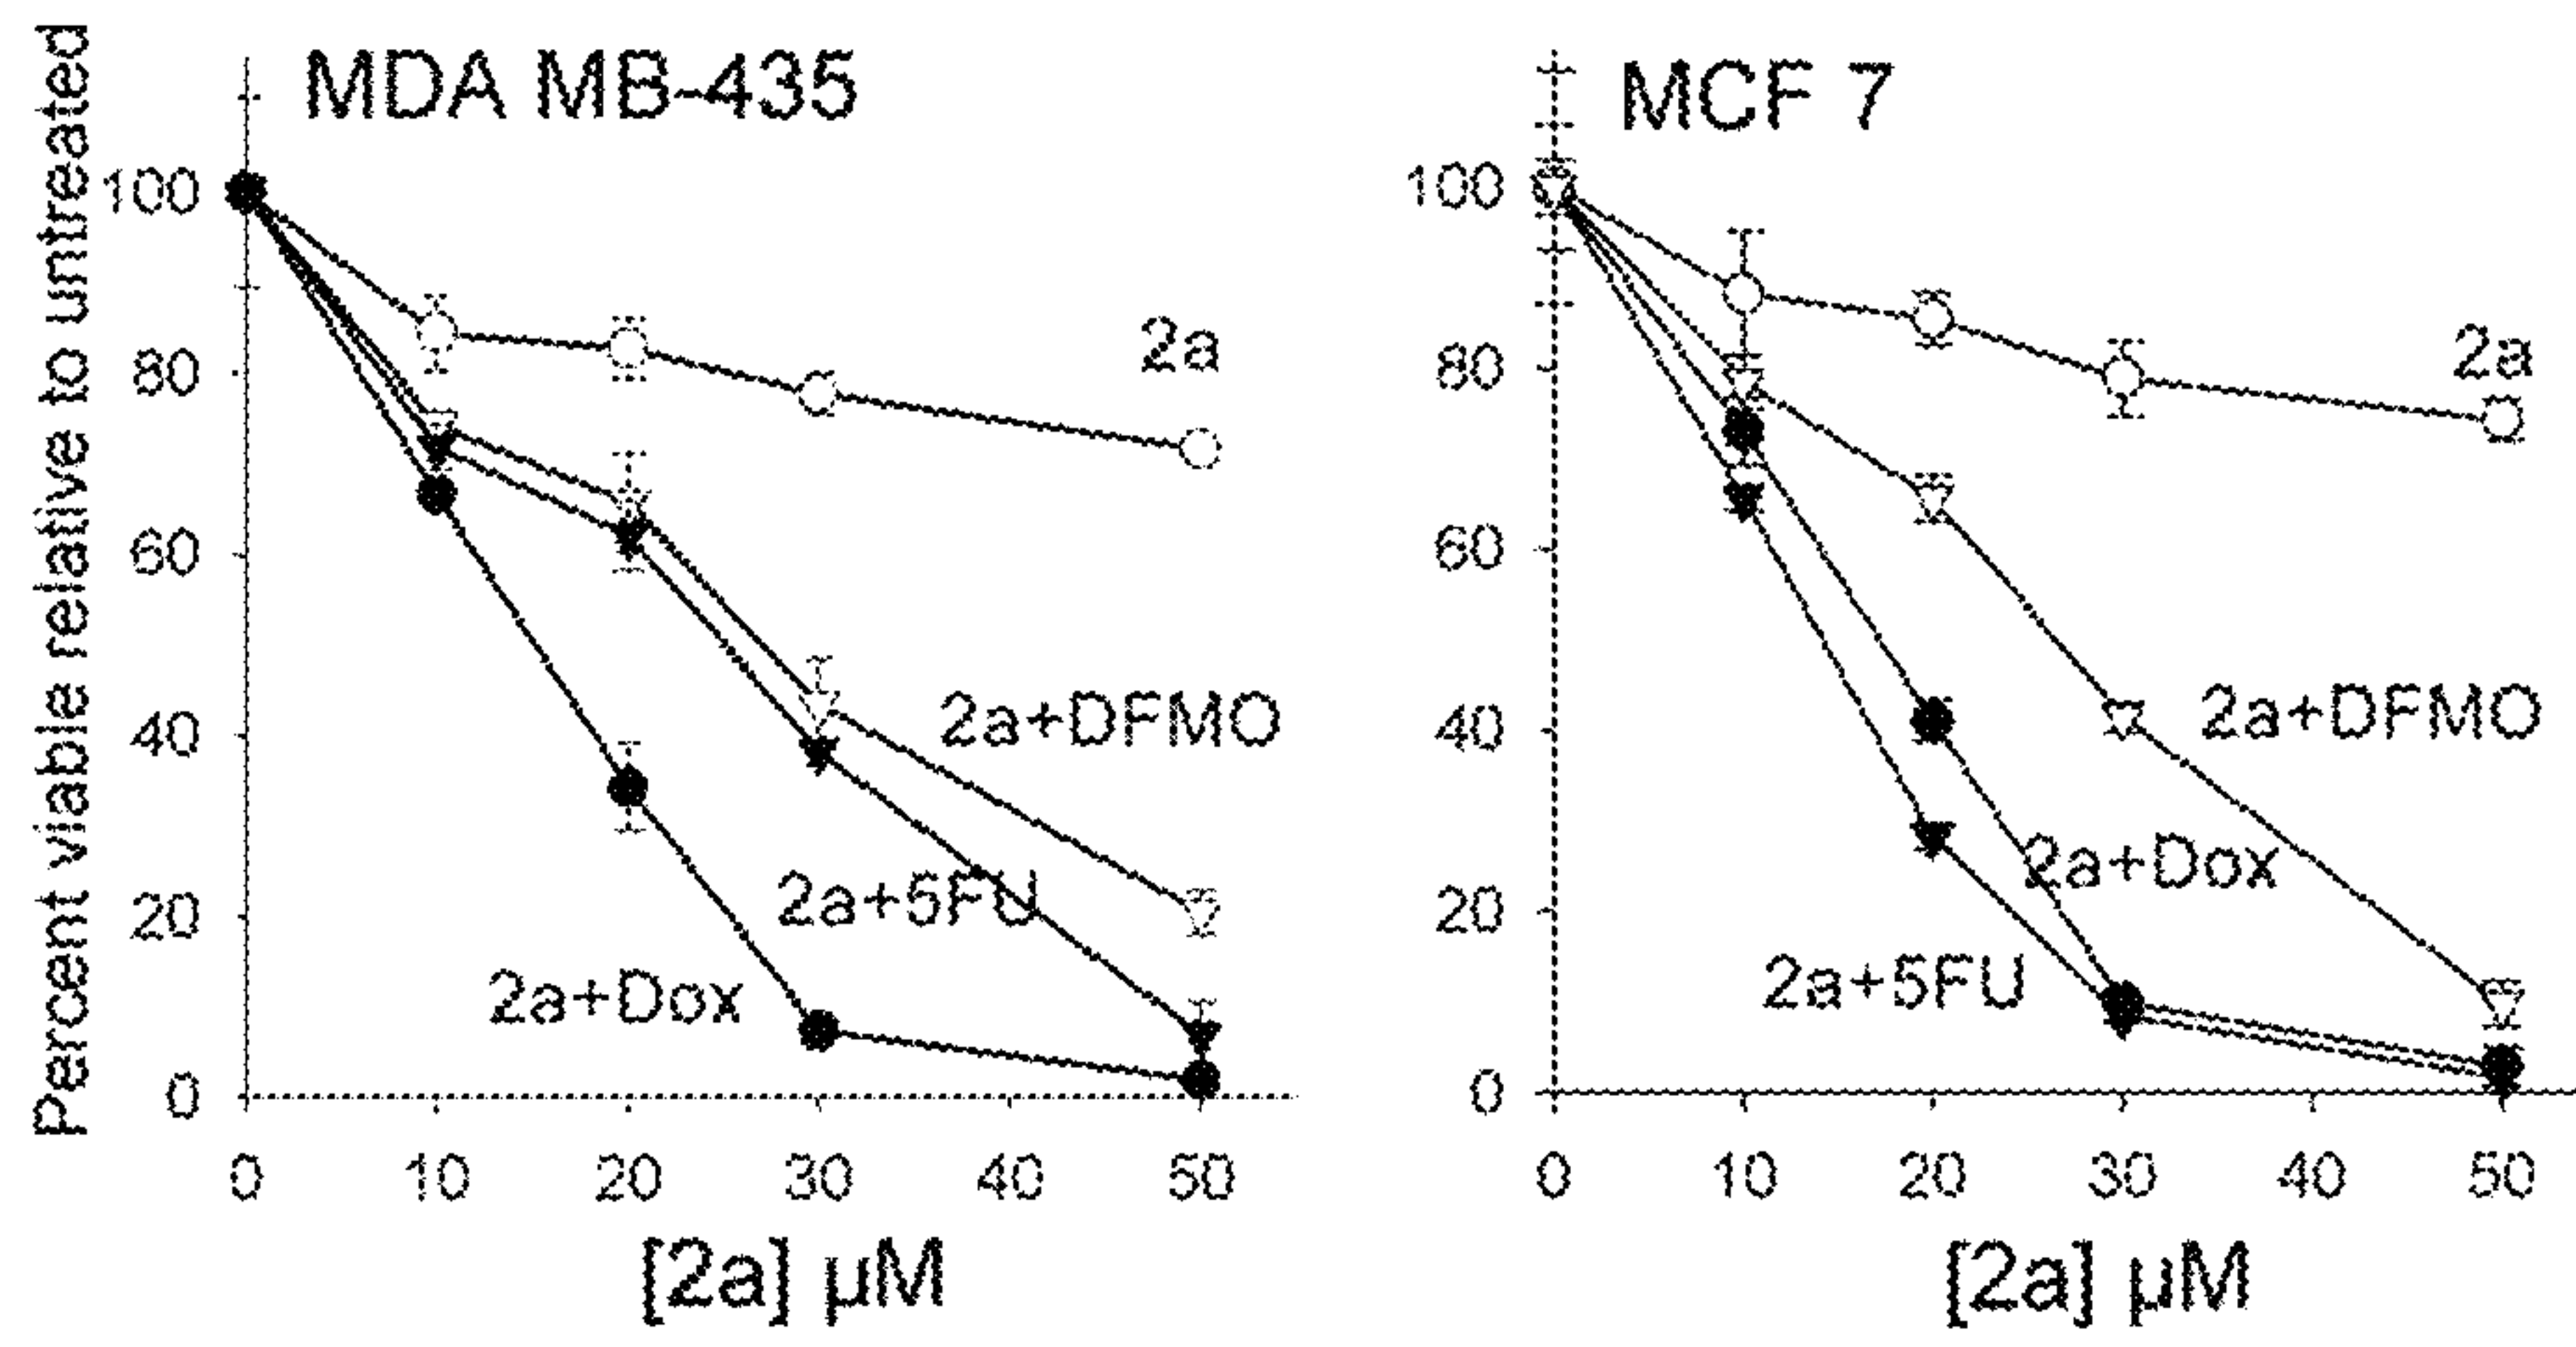 Percent viable relative to untreated
MDA MB-435
100
80
60
40
20
0
2a
2a+DFMO
2a+5FU
2a+Dox
0 10 20 30 40 50
[2a] µM
MCF 7
100
80
60
40
20
0
2a
2a+DFMO
2a+Dox
2a+5FU
0 10 20 30 40 50
[2a] µM